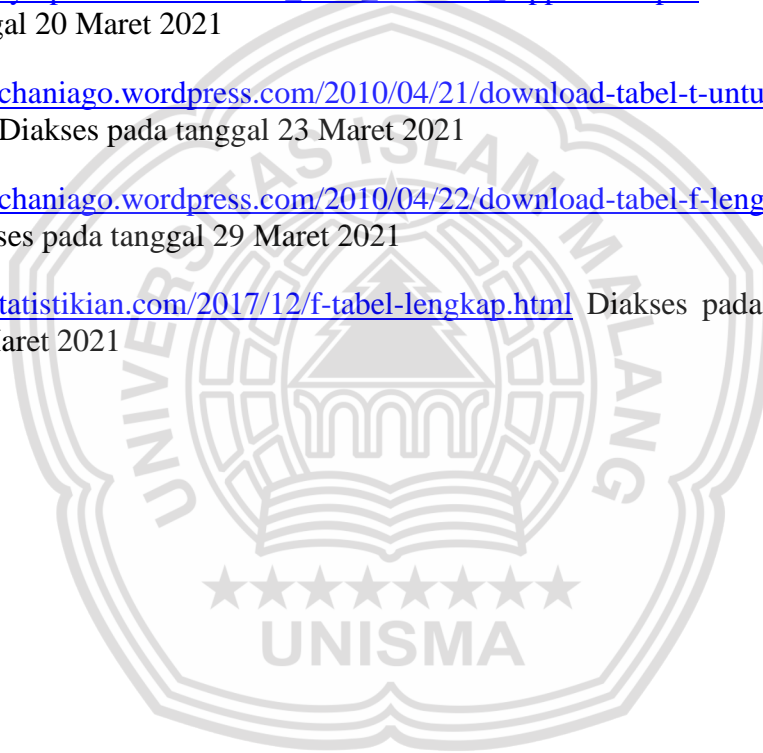 gal 20 Maret 2021
chaniago.wordpress.com/2010/04/21/download-tabel-t-untu
Diakses pada tanggal 23 Maret 2021
chaniago.wordpress.com/2010/04/22/download-tabel-f-leng
ses pada tanggal 29 Maret 2021
tatistikian.com/2017/12/f-tabel-lengkap.html Diakses pada
aret 2021
UNIVERSITAS ISLAM MALANG
UNISMA